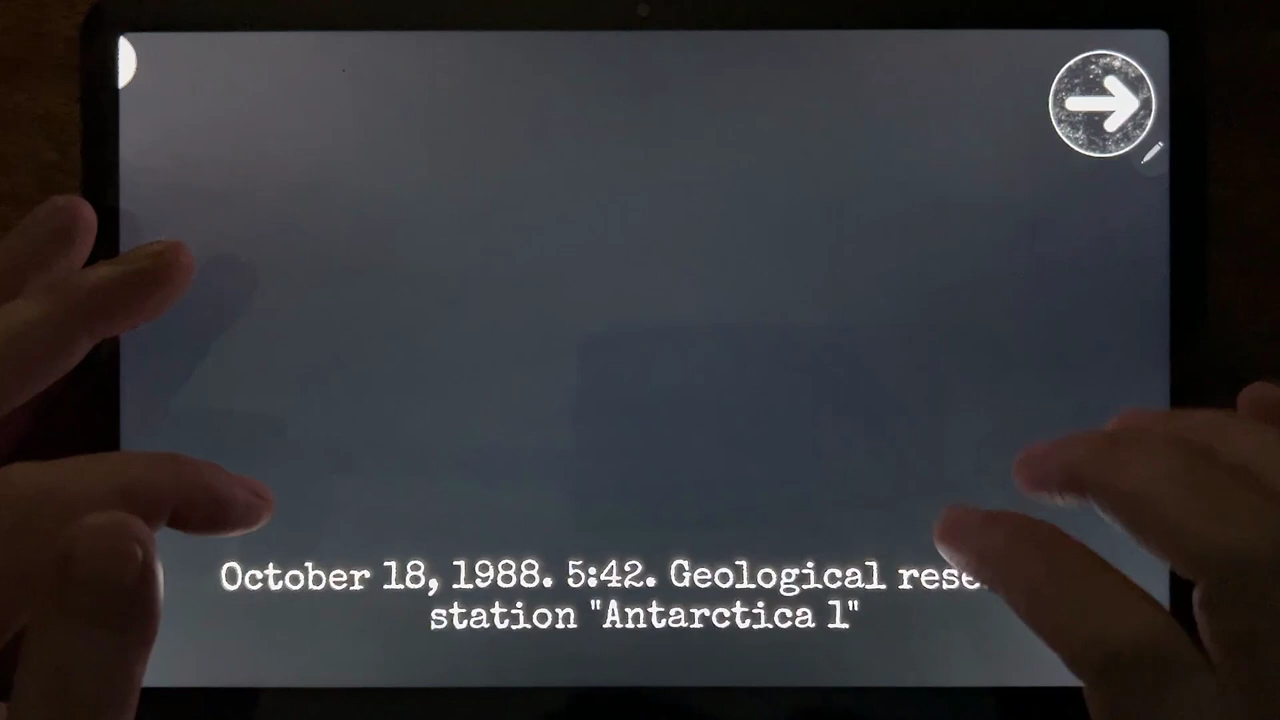 October 18, 1988. 5:42. Geological
station "Antarctica 1"